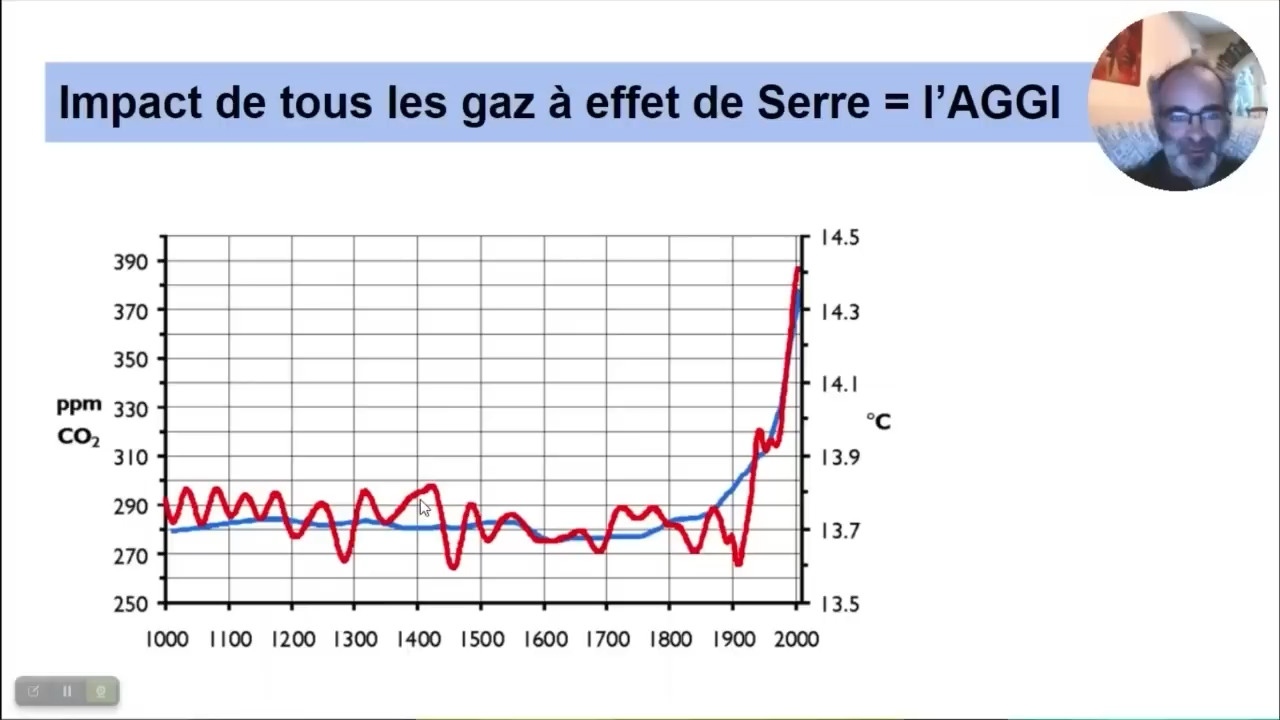 Impact de tous les gaz à effet de Serre = l'AGGI
390
370
350
330
310
290
270
250
ppm
CO₂
14.5
14.3
14.1
13.9
13.7
13.5
°C
1000 1100 1200 1300 1400 1500 1600 1700 1800 1900 2000